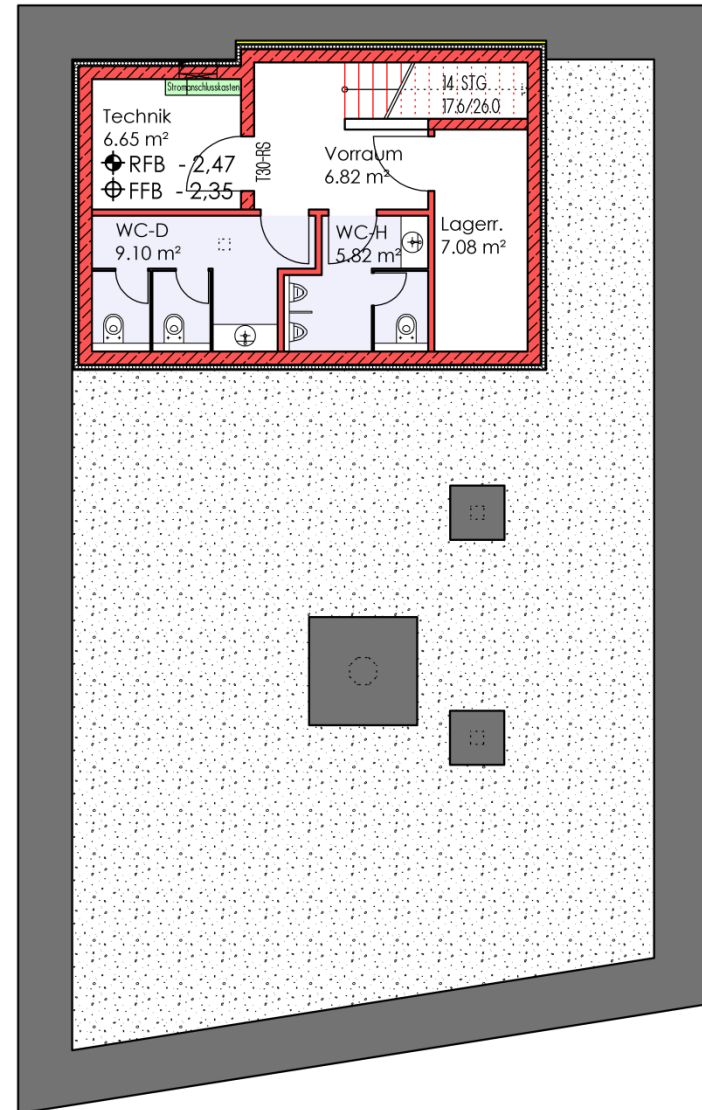 Stromanschlusskasten
14 STG
17.6/26.0
Technik
6.65 m²
RFB - 2,47
FFB - 2,35
T30-RS
Vorraum
6.82 m²
WC-D
9.10 m²
WC-H
5.82 m²
Lagerr.
7.08 m²